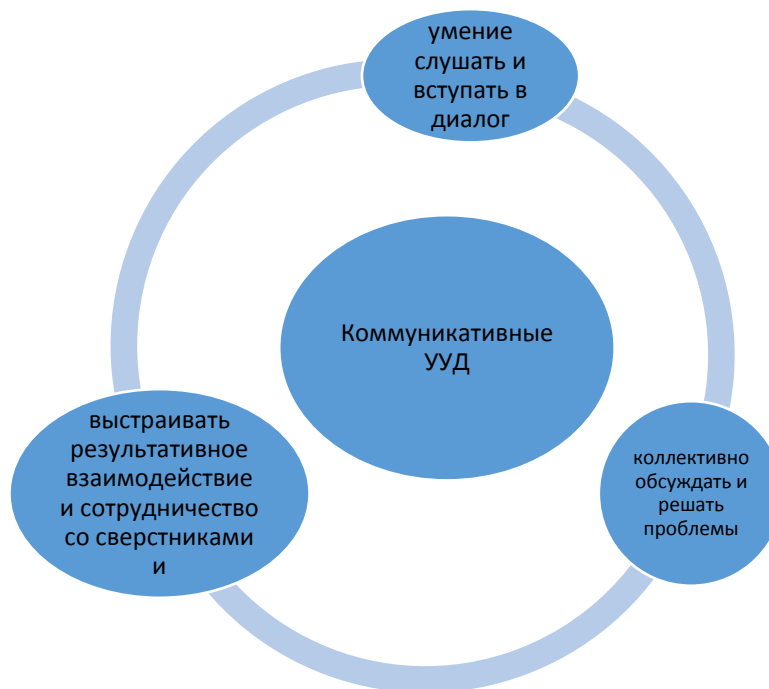 умение
слушать и
вступать в
диалог
Коммуникативные
УУД
выстраивать
результативное
взаимодействие
и сотрудничество
со сверстниками
и
коллективно
обсуждать и
решать
проблемы